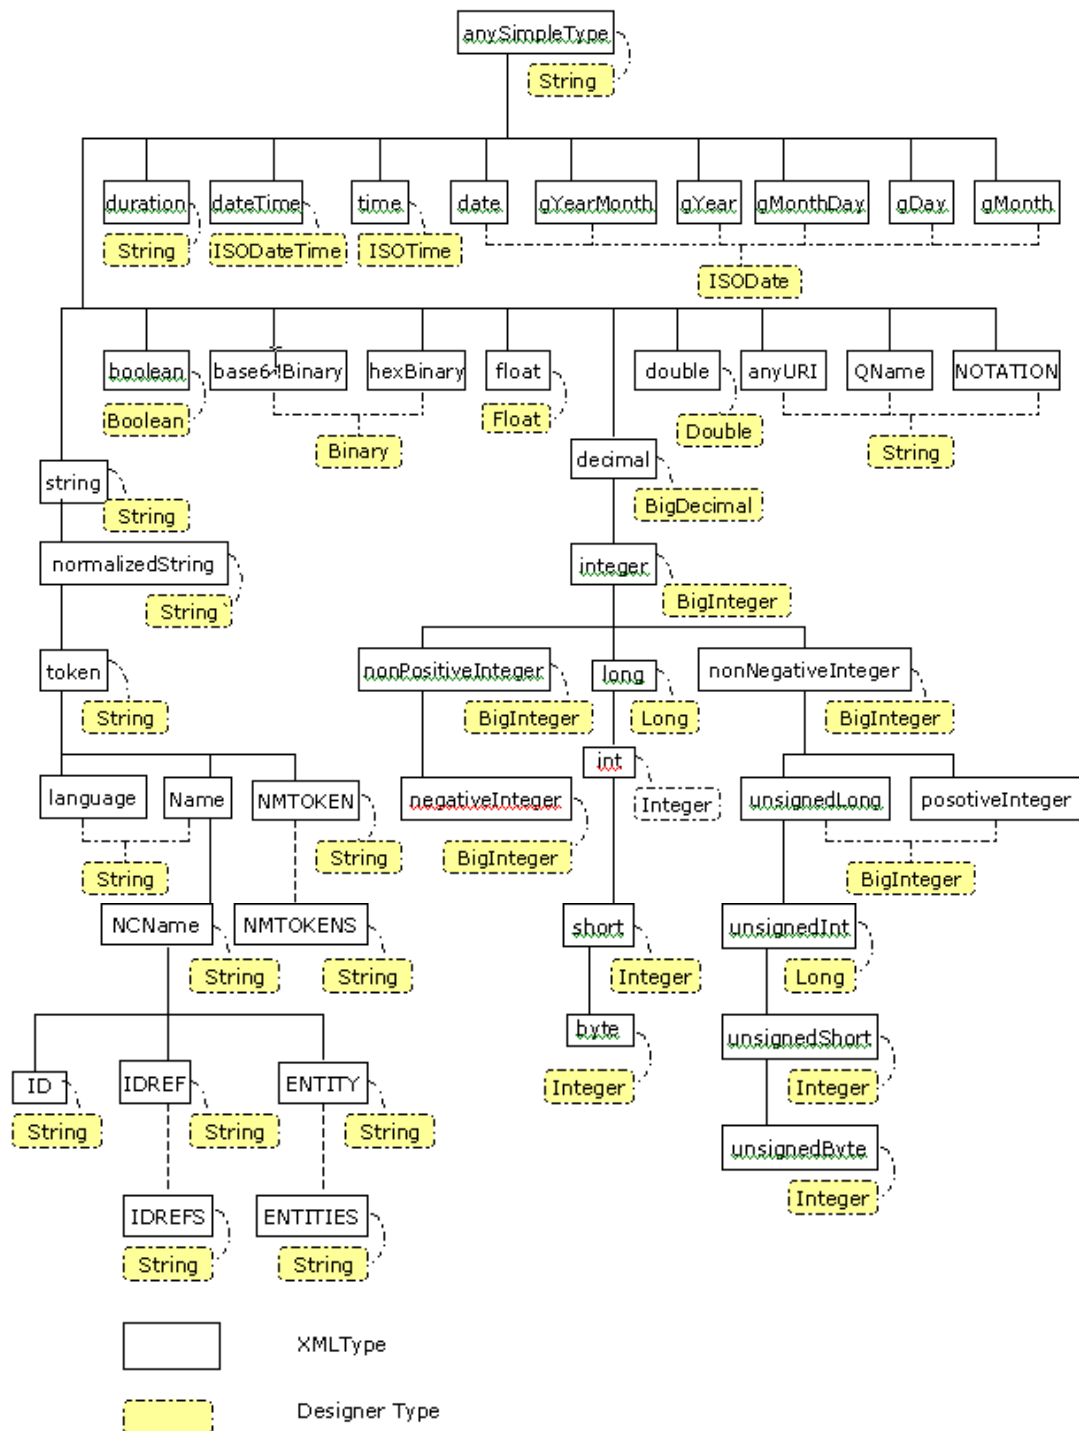 anySimpleType
String
duration dateTime time date gYearMonth gYear gMonthDay gDay gMonth
String ISODateTime ISOTime
ISODate
boolean base64Binary hexBinary float double anyURI QName NOTATION
Boolean Float Double
Binary String
decimal
string
BigDecimal
String
normalizedString integer
BigInteger
String
token nonPositiveInteger long nonNegativeInteger
String BigInteger Long BigInteger
int
language Name NMTOKEN negativeInteger Integer unsignedLong posotiveInteger
String String BigInteger BigInteger
NCName NMTOKENS short unsignedInt
String String Integer Long
byte unsignedShort
ID IDREF ENTITY Integer Integer
String String String
unsignedByte
Integer
IDREFS ENTITIES
String String
XMLType
Designer Type